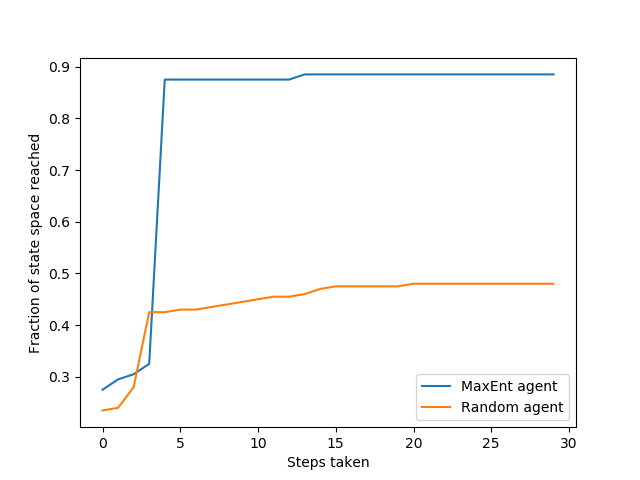 0.9
0.8
0.7
0.6
0.5
0.4
0.3
Fraction of state space reached
MaxEnt agent
Random agent
0 5 10 15 20 25 30
Steps taken